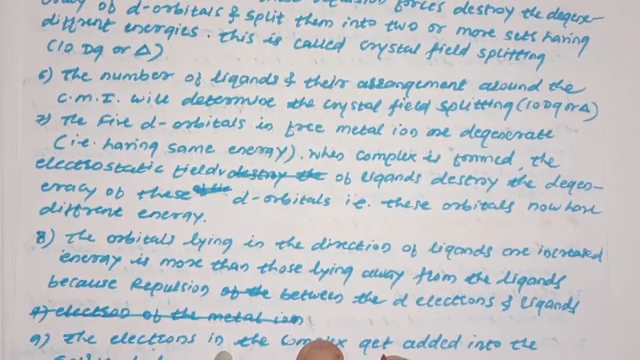 eracy of d-orbitals & split them into two or more sets having
diffrent energies. This is called crystal field splitting
(10 Dq or Δ)
6) The number of ligands & their arrangement around the
C.M.I. will determine the crystal field splitting (10 Dq or Δ)
7) The five d-orbitals in free metal ion are degenerate
(i.e. having same energy). When complex is formed, the
electrostatic field destroy the of ligands destroy the degen-
eracy of these d-orbitals i.e. these orbitals now have
different energy.
8) The orbitals lying in the direction of ligands are increased
energy is more than those lying away from the ligands
because Repulsion of the between the d elections & ligands
9) election of the metal ion
9) The electrons in the complex get added into the